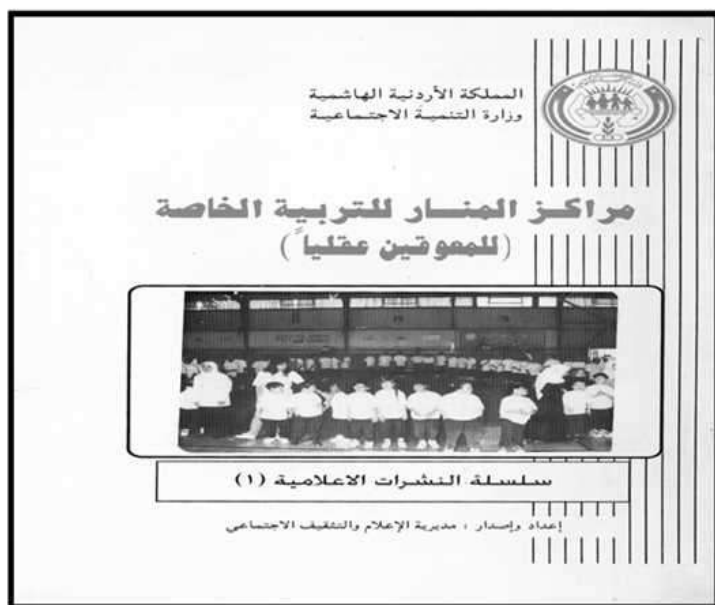 المملكة الأردنية الهاشمية
وزارة التنمية الاجتماعية
مراكز المنار للتربية الخاصة
(للمعوقين عقلياً)
سلسلة النشرات الاعلامية (١)
إعداد وإصدار : مديرية الإعلام والتثقيف الاجتماعي